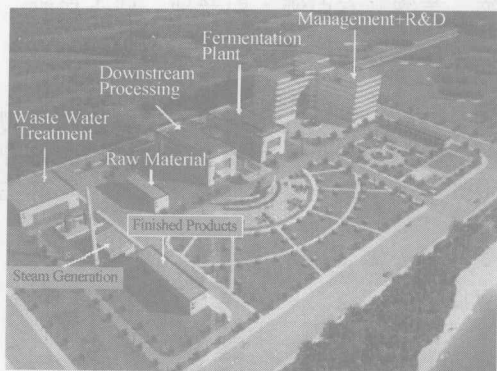 Management+R&D
Fermentation
Plant
Downstream
Processing
Waste Water
Treatment
Raw Material
Finished Products
Steam Generation